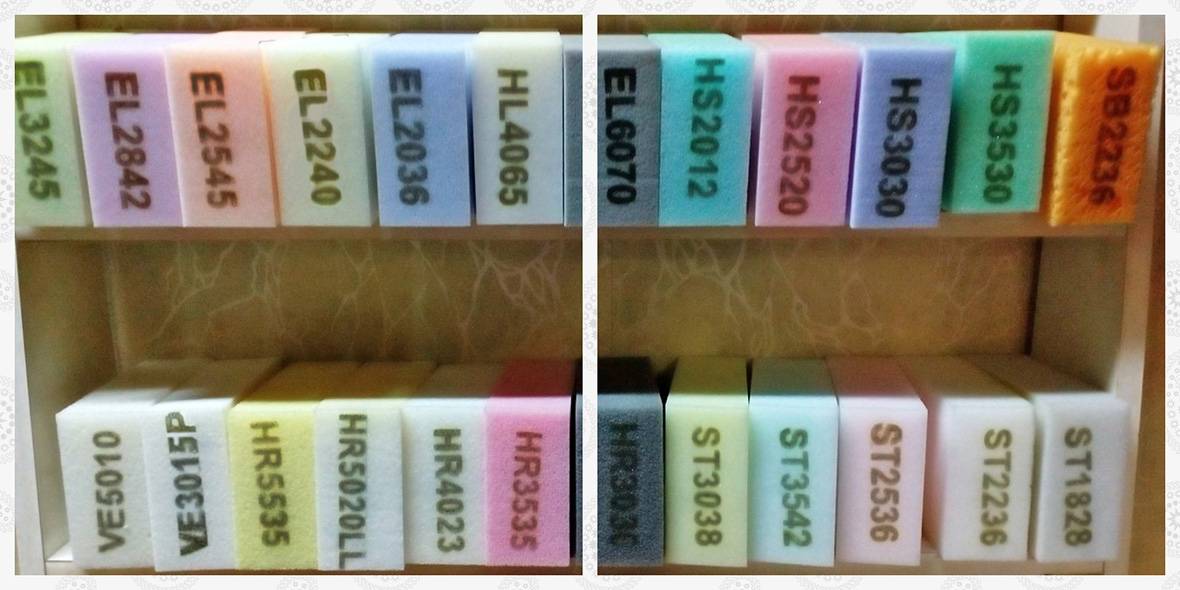 EL3245
EL2842
EL2545
EL2240
EL2036
HL4065
EL6070
HS2012
HS2520
HS3030
HS3530
SB2236
VE5010
VE3015P
HR5535
HR5020LL
HR4023
HR3535
HR3036
ST3038
ST3542
ST2536
ST2236
ST1828